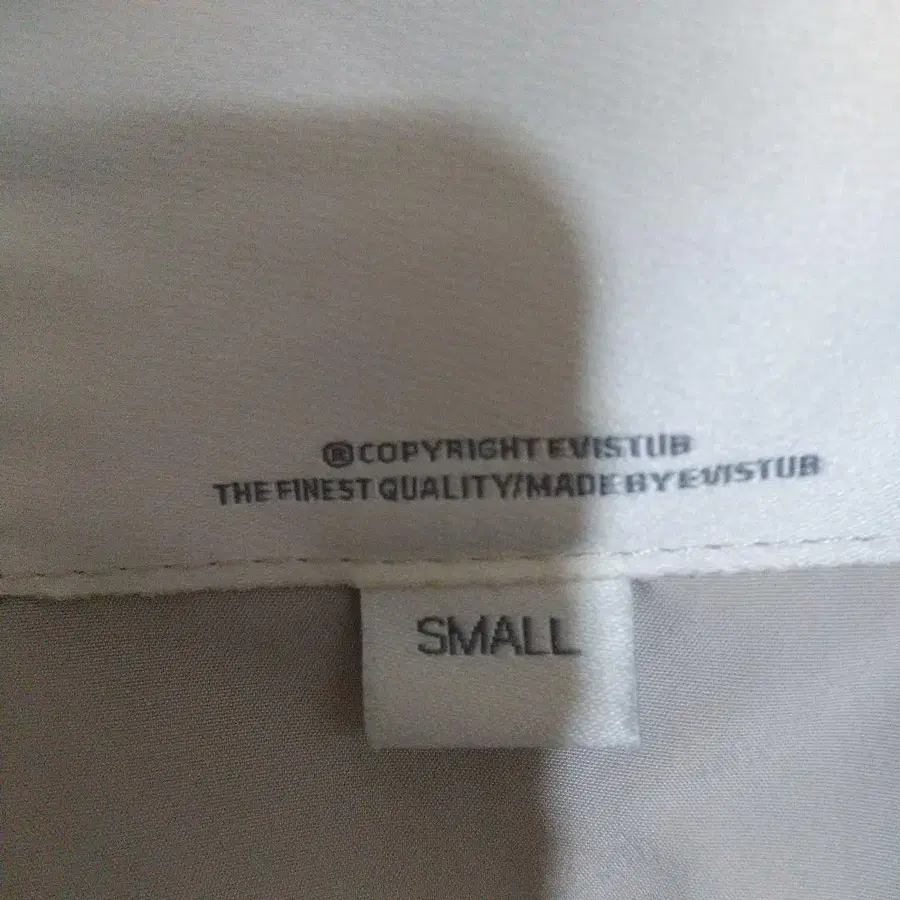 ®COPYRIGHT EVISTUB
THE FINEST QUALITY/MADE BY EVISTUB
SMALL